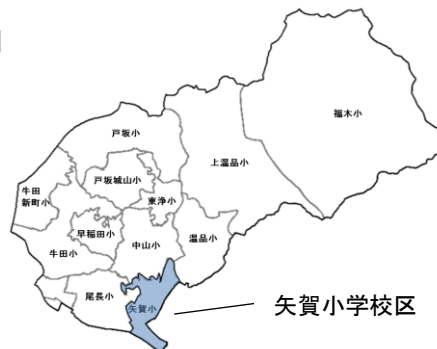 福木小
戸坂小
上温品小
戸坂城山小
牛田
新町小
東浄小
早稲田小
温品小
中山小
牛田小
尾長小
矢賀小
矢賀小学校区